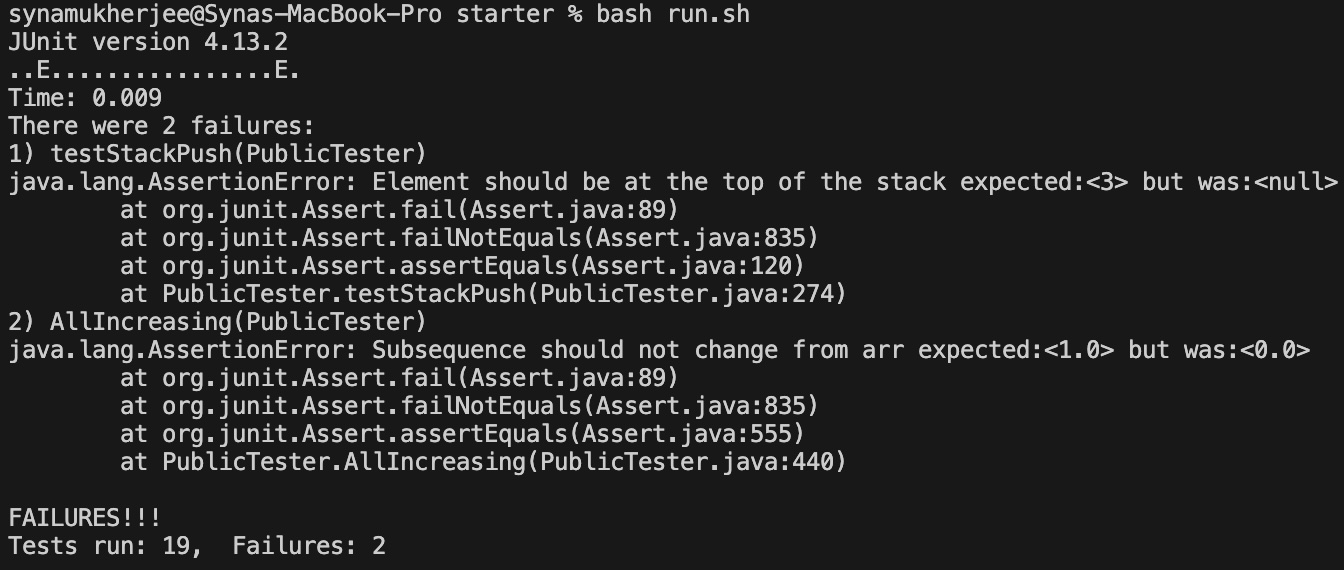 synamukherjee@Synas-MacBook-Pro starter % bash run.sh
JUnit version 4.13.2
..E................E.
Time: 0.009
There were 2 failures:
1) testStackPush(PublicTester)
java.lang.AssertionError: Element should be at the top of the stack expected:<3> but was:<null>
        at org.junit.Assert.fail(Assert.java:89)
        at org.junit.Assert.failNotEquals(Assert.java:835)
        at org.junit.Assert.assertEquals(Assert.java:120)
        at PublicTester.testStackPush(PublicTester.java:274)
2) AllIncreasing(PublicTester)
java.lang.AssertionError: Subsequence should not change from arr expected:<1.0> but was:<0.0>
        at org.junit.Assert.fail(Assert.java:89)
        at org.junit.Assert.failNotEquals(Assert.java:835)
        at org.junit.Assert.assertEquals(Assert.java:555)
        at PublicTester.AllIncreasing(PublicTester.java:440)
FAILURES!!!
Tests run: 19,  Failures: 2